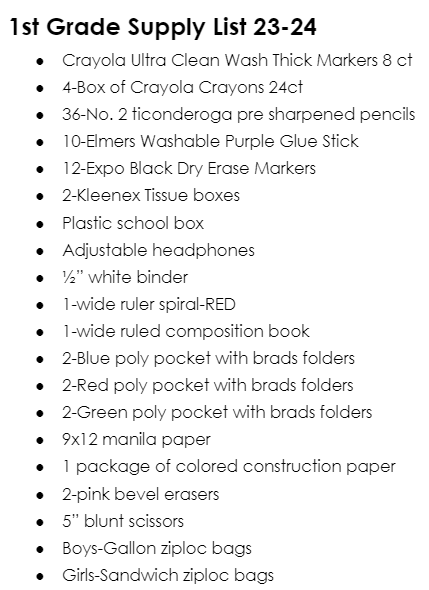 1st Grade Supply List 23-24
• Crayola Ultra Clean Wash Thick Markers 8 ct
• 4-Box of Crayola Crayons 24ct
• 36-No. 2 ticonderoga pre sharpened pencils
• 10-Elmers Washable Purple Glue Stick
• 12-Expo Black Dry Erase Markers
• 2-Kleenex Tissue boxes
• Plastic school box
• Adjustable headphones
• ½” white binder
• 1-wide ruler spiral-RED
• 1-wide ruled composition book
• 2-Blue poly pocket with brads folders
• 2-Red poly pocket with brads folders
• 2-Green poly pocket with brads folders
• 9x12 manila paper
• 1 package of colored construction paper
• 2-pink bevel erasers
• 5” blunt scissors
• Boys-Gallon ziploc bags
• Girls-Sandwich ziploc bags